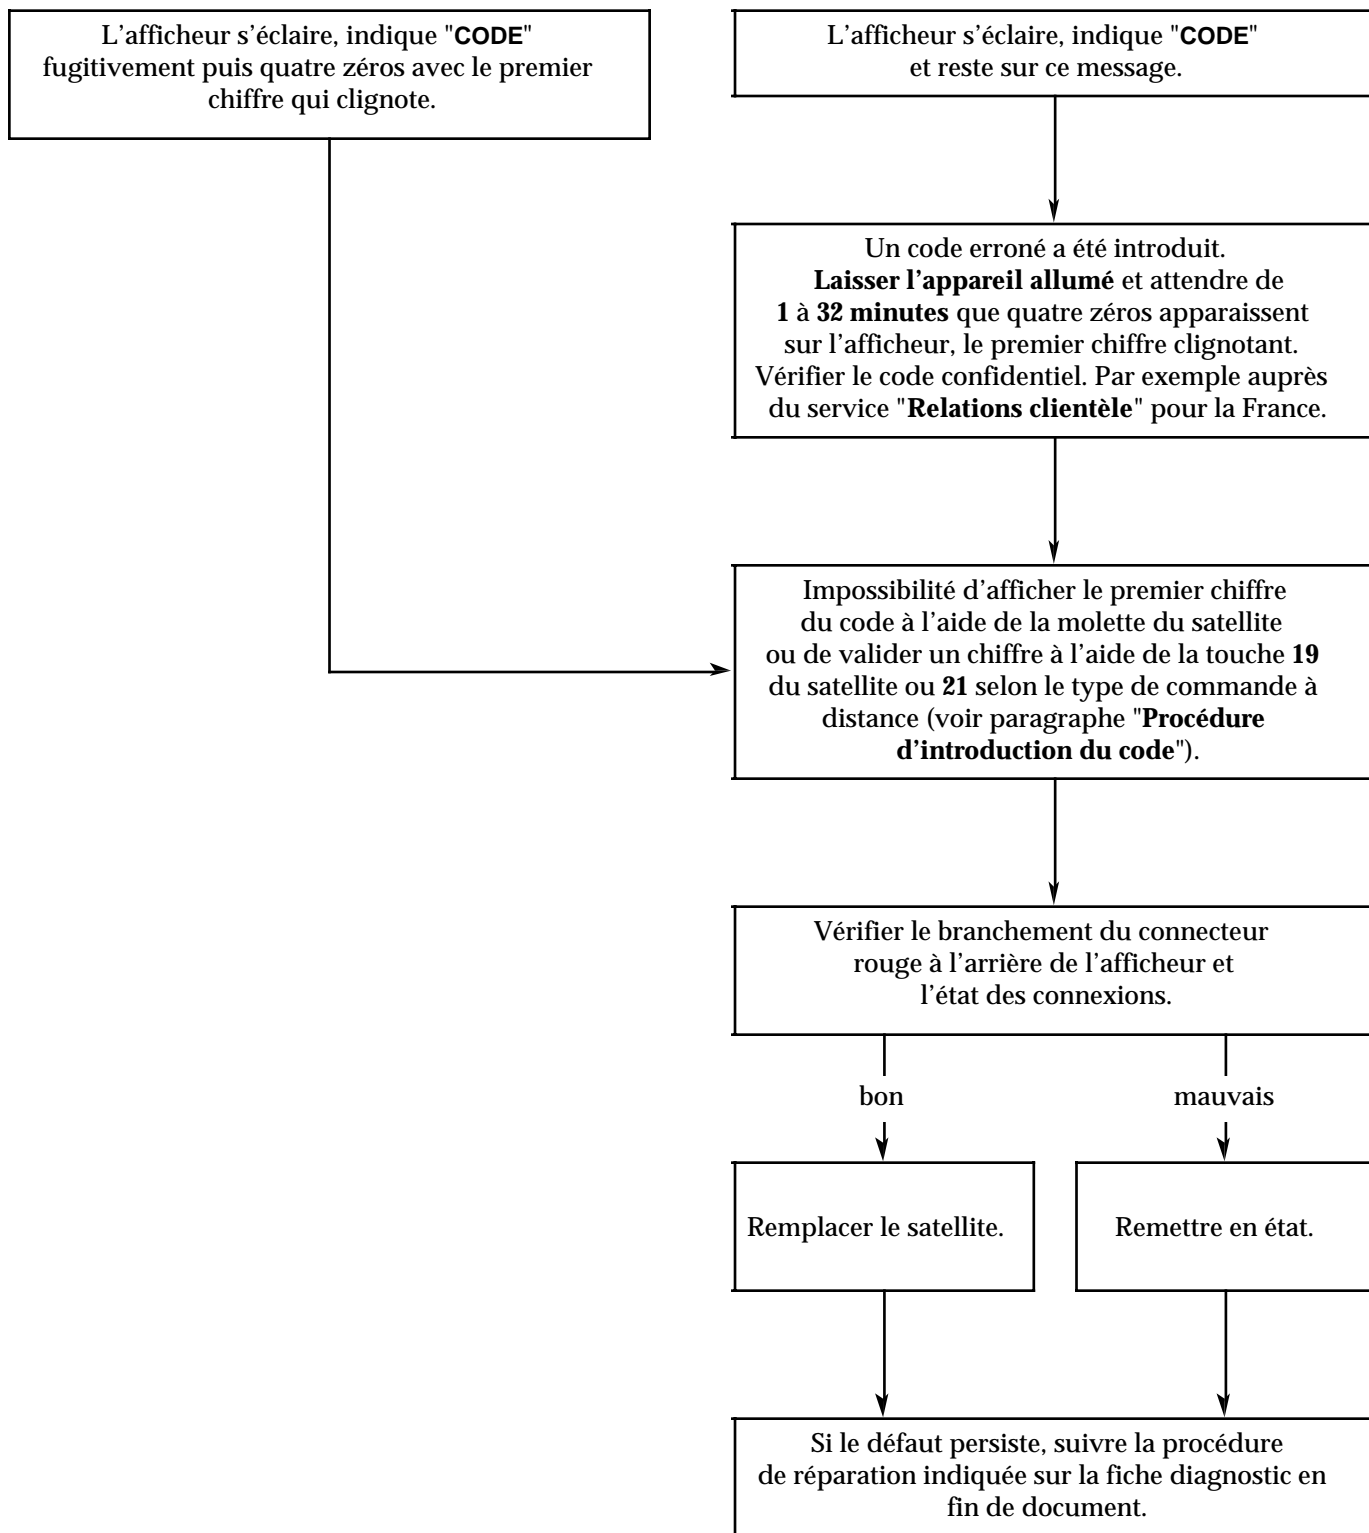 L'afficheur s'éclaire, indique "CODE"
fugitivement puis quatre zéros avec le premier
chiffre qui clignote.
L'afficheur s'éclaire, indique "CODE"
et reste sur ce message.
Un code erroné a été introduit.
Laisser l'appareil allumé et attendre de
1 à 32 minutes que quatre zéros apparaissent
sur l'afficheur, le premier chiffre clignotant.
Vérifier le code confidentiel. Par exemple auprès
du service "Relations clientèle" pour la France.
Impossibilité d'afficher le premier chiffre
du code à l'aide de la molette du satellite
ou de valider un chiffre à l'aide de la touche 19
du satellite ou 21 selon le type de commande à
distance (voir paragraphe "Procédure
d'introduction du code").
Vérifier le branchement du connecteur
rouge à l'arrière de l'afficheur et
l'état des connexions.
bon
mauvais
Remplacer le satellite.
Remettre en état.
Si le défaut persiste, suivre la procédure
de réparation indiquée sur la fiche diagnostic en
fin de document.